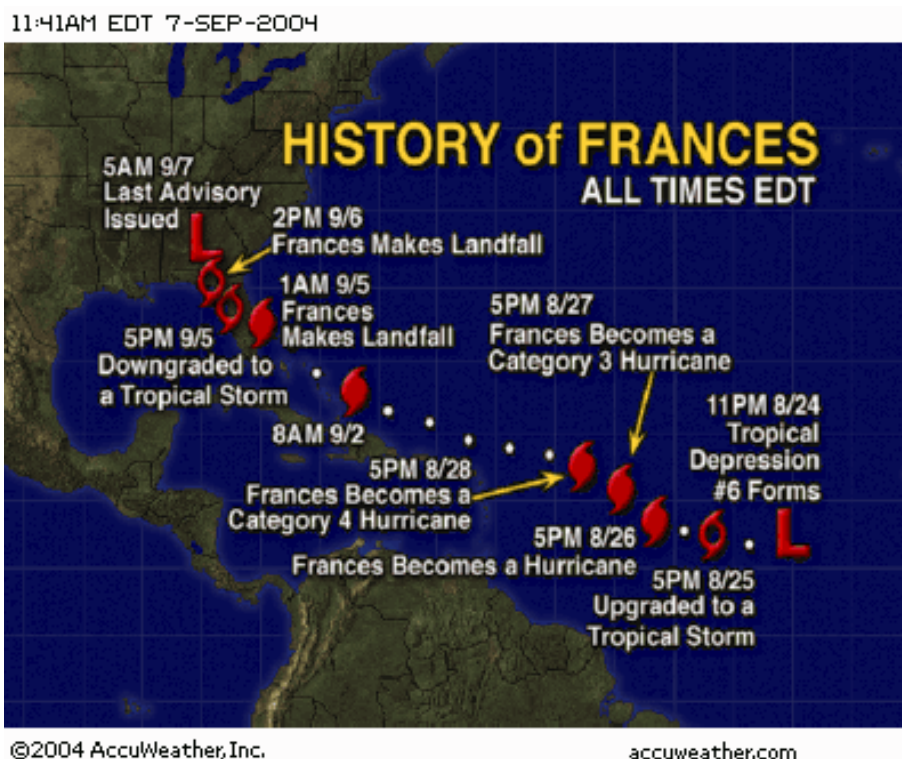 11:41AM EDT 7-SEP-2004
HISTORY of FRANCES
ALL TIMES EDT
5AM 9/7
Last Advisory
Issued
2PM 9/6
Frances Makes Landfall
1AM 9/5
Frances
Makes Landfall
5PM 9/5
Downgraded to
a Tropical Storm
8AM 9/2
5PM 8/27
Frances Becomes a
Category 3 Hurricane
5PM 8/28
Frances Becomes a
Category 4 Hurricane
11PM 8/24
Tropical
Depression
#6 Forms
5PM 8/26
Frances Becomes a Hurricane
5PM 8/25
Upgraded to a
Tropical Storm
L
L
©2004 AccuWeather, Inc.
accuweather.com